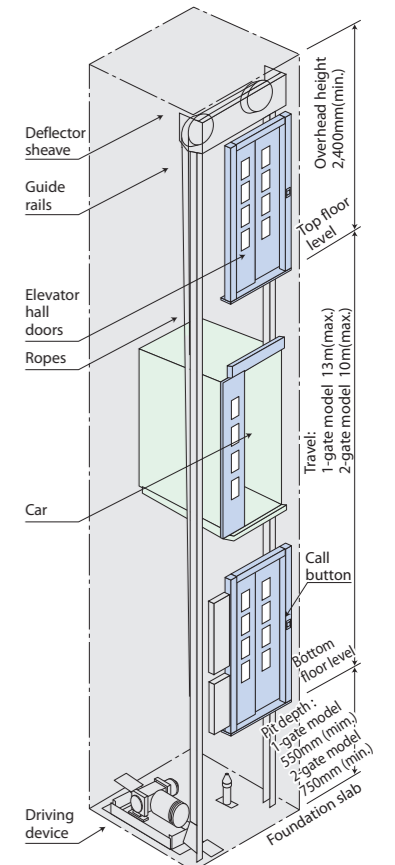 Deflector
sheave
Guide
rails
Elevator
hall
doors
Ropes
Car
Driving
device
Overhead height
2,400mm(min.)
Top floor
level
Travel:
1-gate model 13m(max.)
2-gate model 10m(max.)
Call
button
Bottom
floor level
Pit depth :
1-gate model
550mm (mim.)
2-gate model
750mm (min.)
Foundation slab